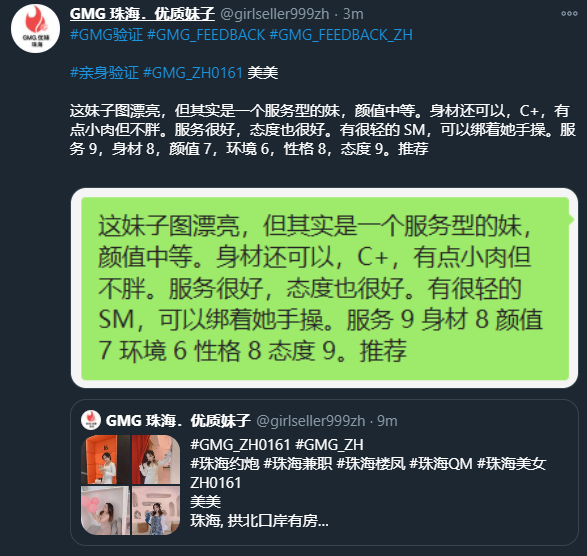 GMG 珠海．优质妹子 @girlseller999zh · 3m
#GMG验证 #GMG_FEEDBACK #GMG_FEEDBACK_ZH
#亲身验证 #GMG_ZH0161 美美
这妹子图漂亮，但其实是一个服务型的妹，颜值中等。身材还可以，C+，有
点小肉但不胖。服务很好，态度也很好。有很轻的 SM，可以绑着她手操。服
务 9，身材 8，颜值 7，环境 6，性格 8，态度 9。推荐
这妹子图漂亮，但其实是一个服务型的妹，
颜值中等。身材还可以，C+，有点小肉但
不胖。服务很好，态度也很好。有很轻的
SM，可以绑着她手操。服务 9 身材 8 颜值
7 环境 6 性格 8 态度 9。推荐
GMG 珠海．优质妹子 @girlseller999zh · 9m
#GMG_ZH0161 #GMG_ZH
#珠海约炮 #珠海兼职 #珠海楼凤 #珠海QM #珠海美女
ZH0161
美美
珠海, 拱北口岸有房...